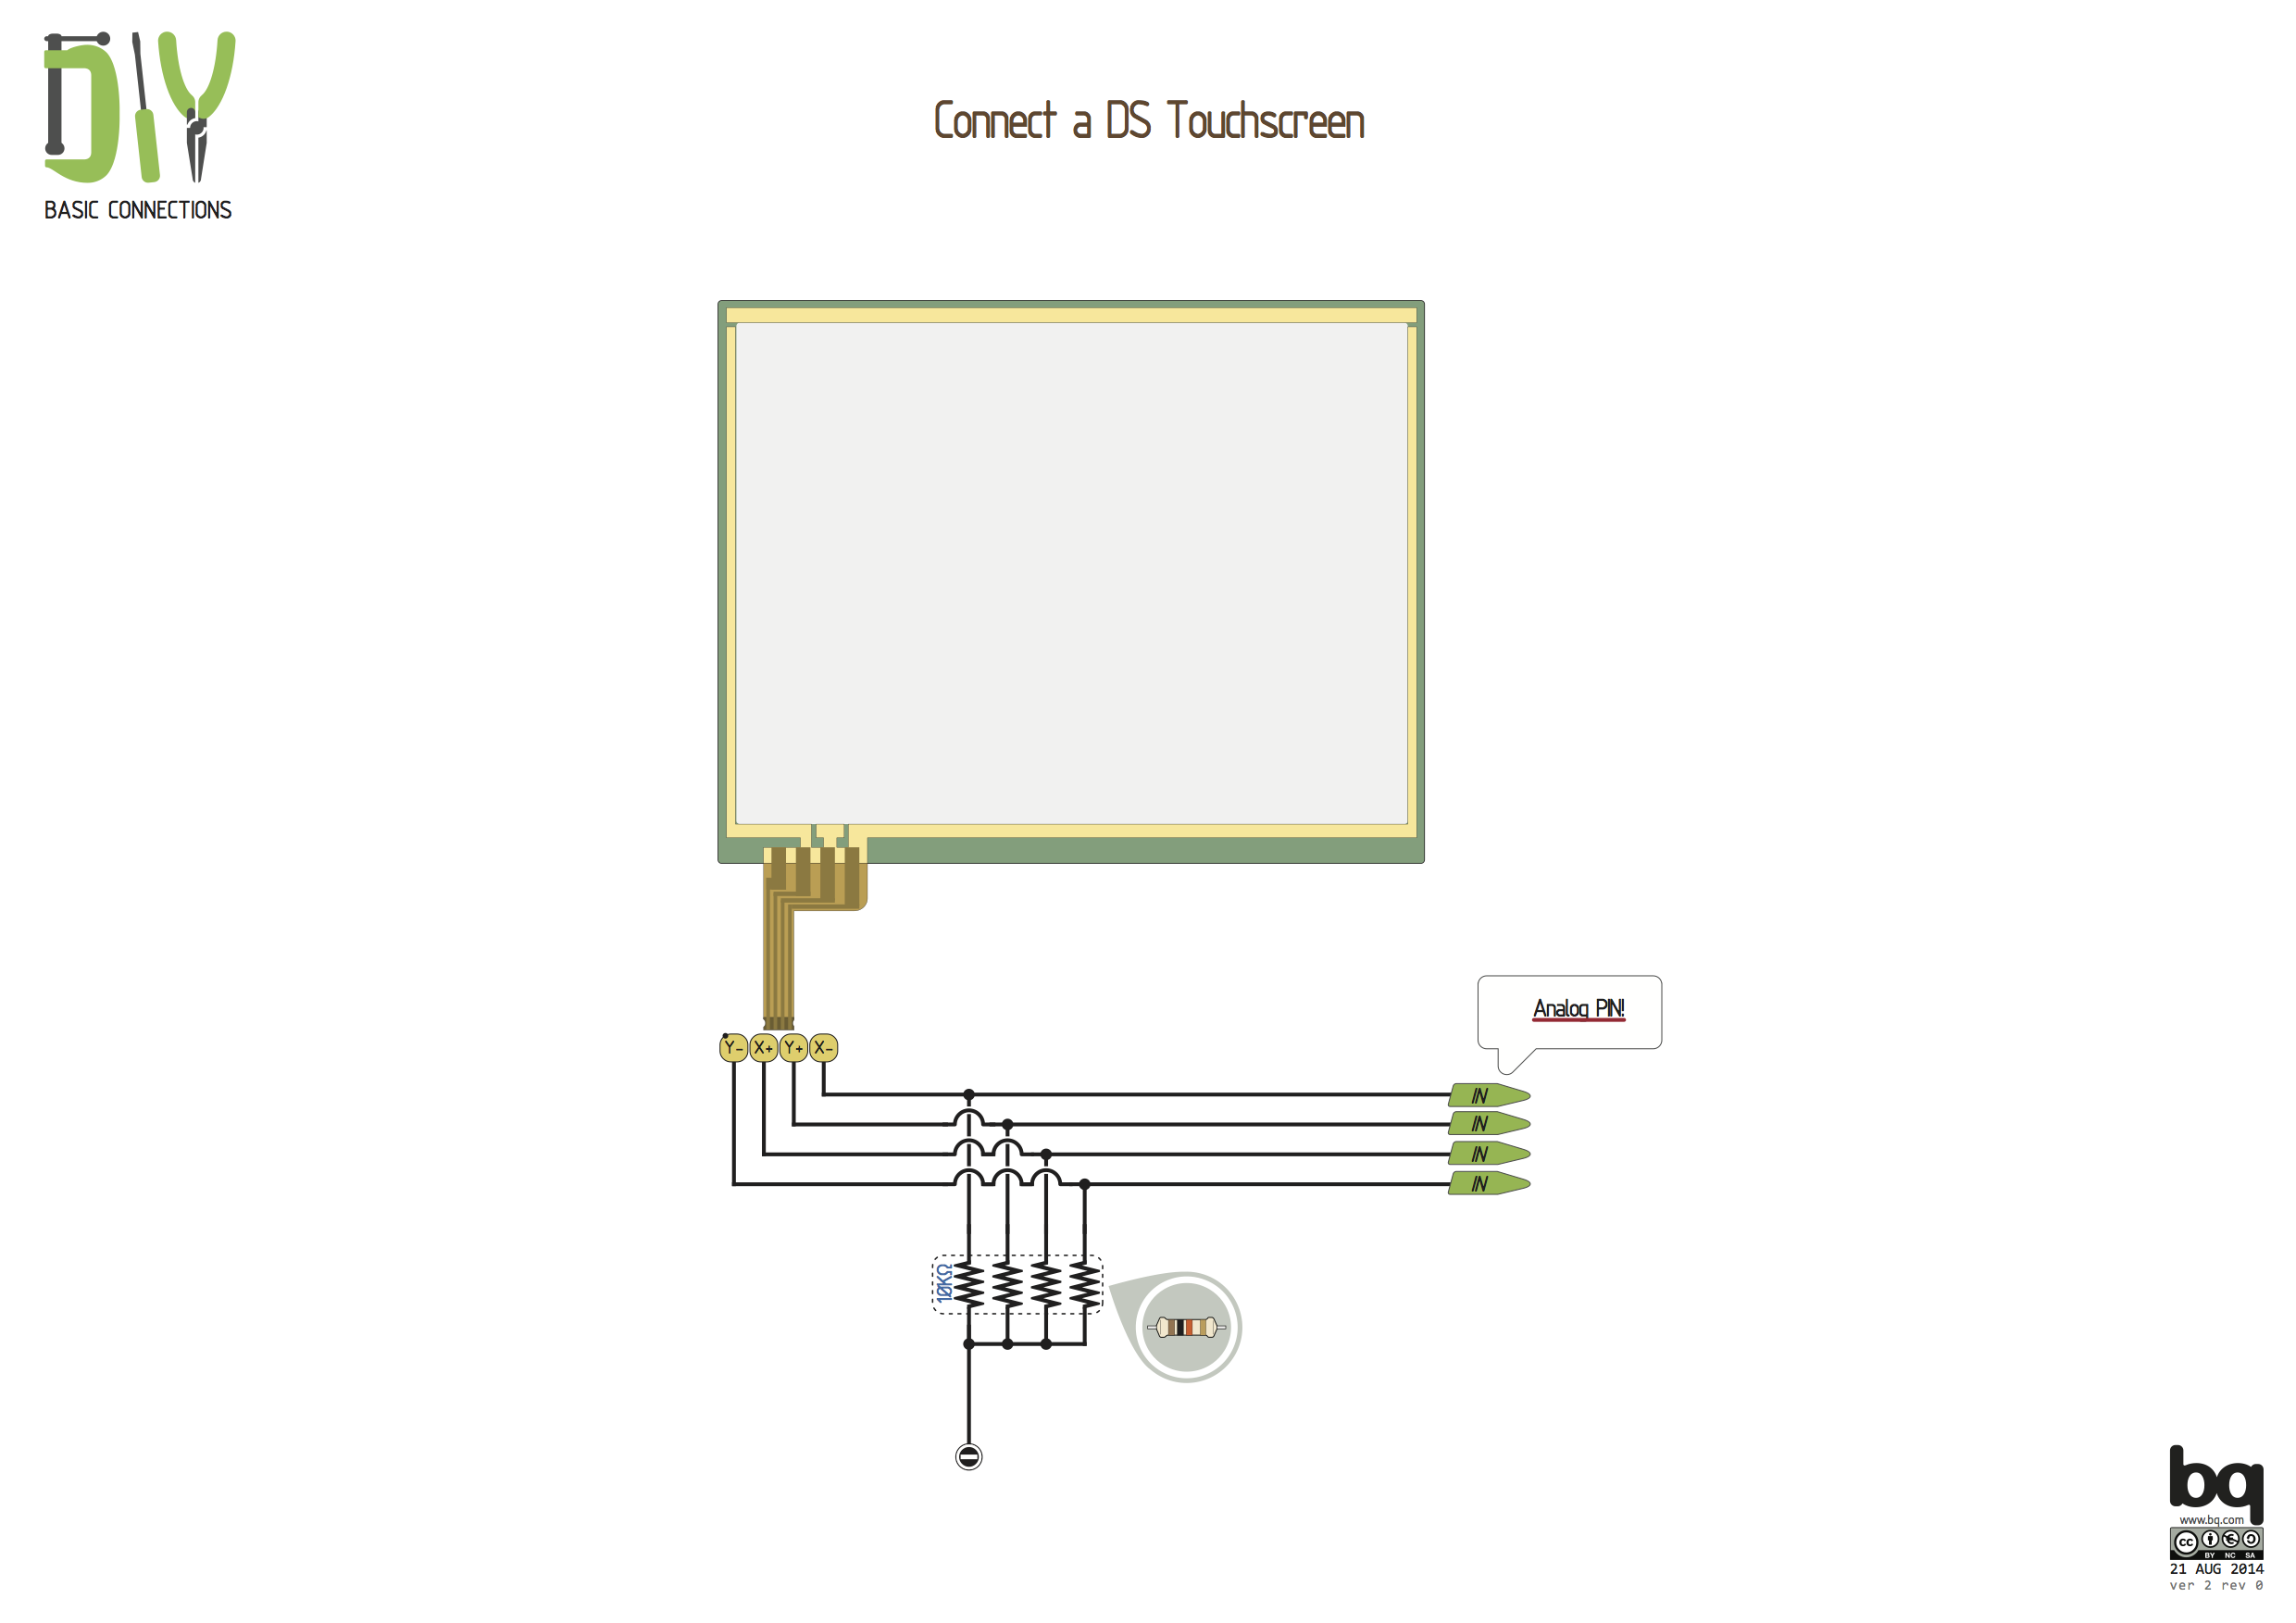 DIY
BASIC CONNECTIONS
Connect a DS Touchscreen
Analog PIN!
Y- X+ Y+ X-
IN
IN
IN
IN
10KΩ
bq
www.bq.com
cc BY NC SA
21 AUG 2014
ver 2 rev 0